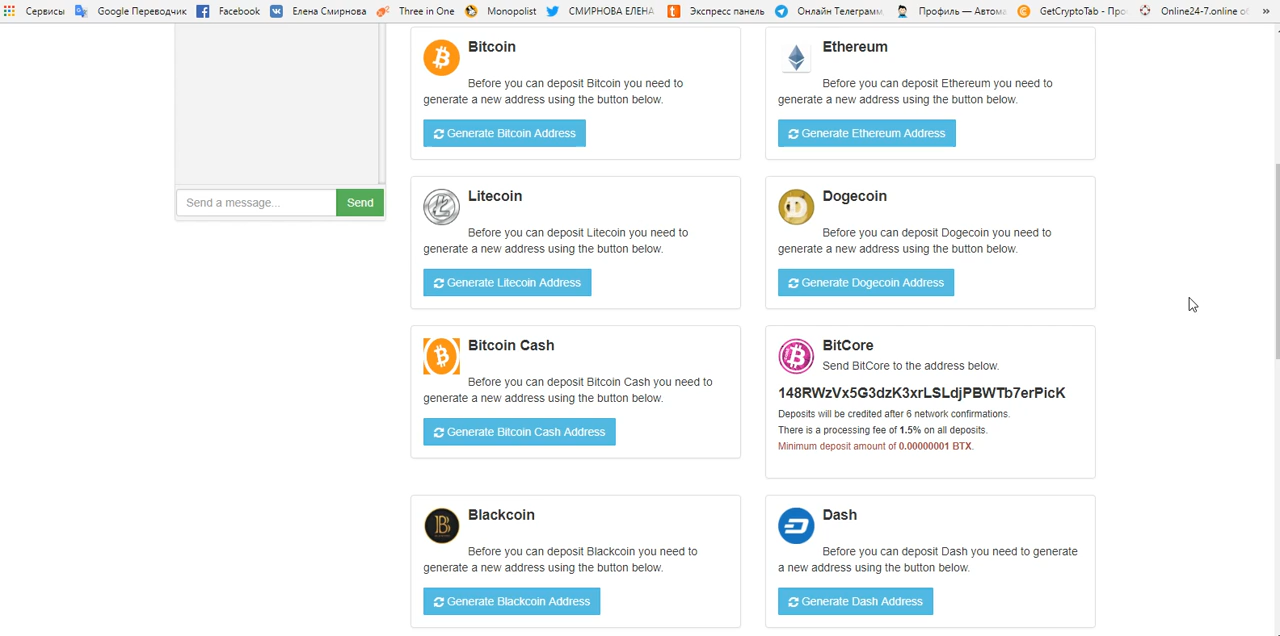 Сервисы Google Переводчик Facebook Елена Смирнова Three in One Monopolist СМИРНОВА ЕЛЕНА Экспресс панель Онлайн Телеграмм Профиль — Автома GetCryptoTab - Про Online24-7.online о »
Bitcoin
Before you can deposit Bitcoin you need to
generate a new address using the button below.
Generate Bitcoin Address
Ethereum
Before you can deposit Ethereum you need to
generate a new address using the button below.
Generate Ethereum Address
Send a message...
Send
Litecoin
Before you can deposit Litecoin you need to
generate a new address using the button below.
Generate Litecoin Address
Dogecoin
Before you can deposit Dogecoin you need to
generate a new address using the button below.
Generate Dogecoin Address
Bitcoin Cash
Before you can deposit Bitcoin Cash you need to
generate a new address using the button below.
Generate Bitcoin Cash Address
BitCore
Send BitCore to the address below.
148RWzVx5G3dzK3xrLSLdjPBWTb7erPicK
Deposits will be credited after 6 network confirmations.
There is a processing fee of 1.5% on all deposits.
Minimum deposit amount of 0.00000001 BTX.
Blackcoin
Before you can deposit Blackcoin you need to
generate a new address using the button below.
Generate Blackcoin Address
Dash
Before you can deposit Dash you need to generate
a new address using the button below.
Generate Dash Address